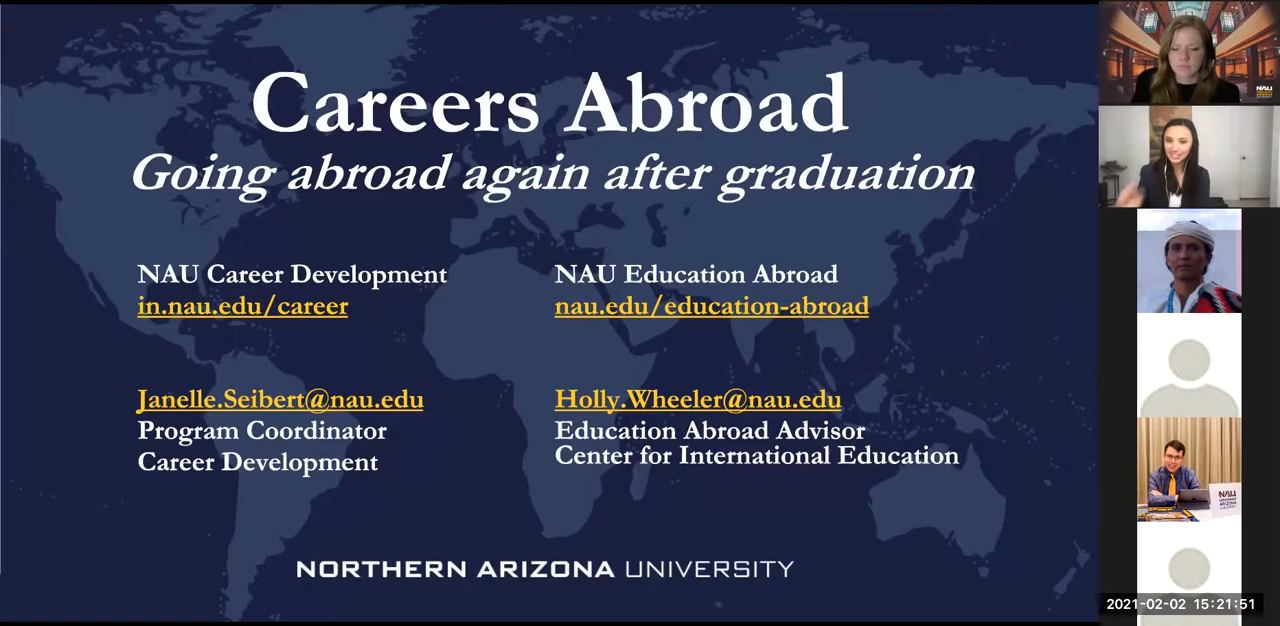 Careers Abroad
Going abroad again after graduation
NAU Career Development
in.nau.edu/career
NAU Education Abroad
nau.edu/education-abroad
Janelle.Seibert@nau.edu
Program Coordinator
Career Development
Holly.Wheeler@nau.edu
Education Abroad Advisor
Center for International Education
NORTHERN ARIZONA UNIVERSITY
NAU
NAU
2021-02-02 15:21:51